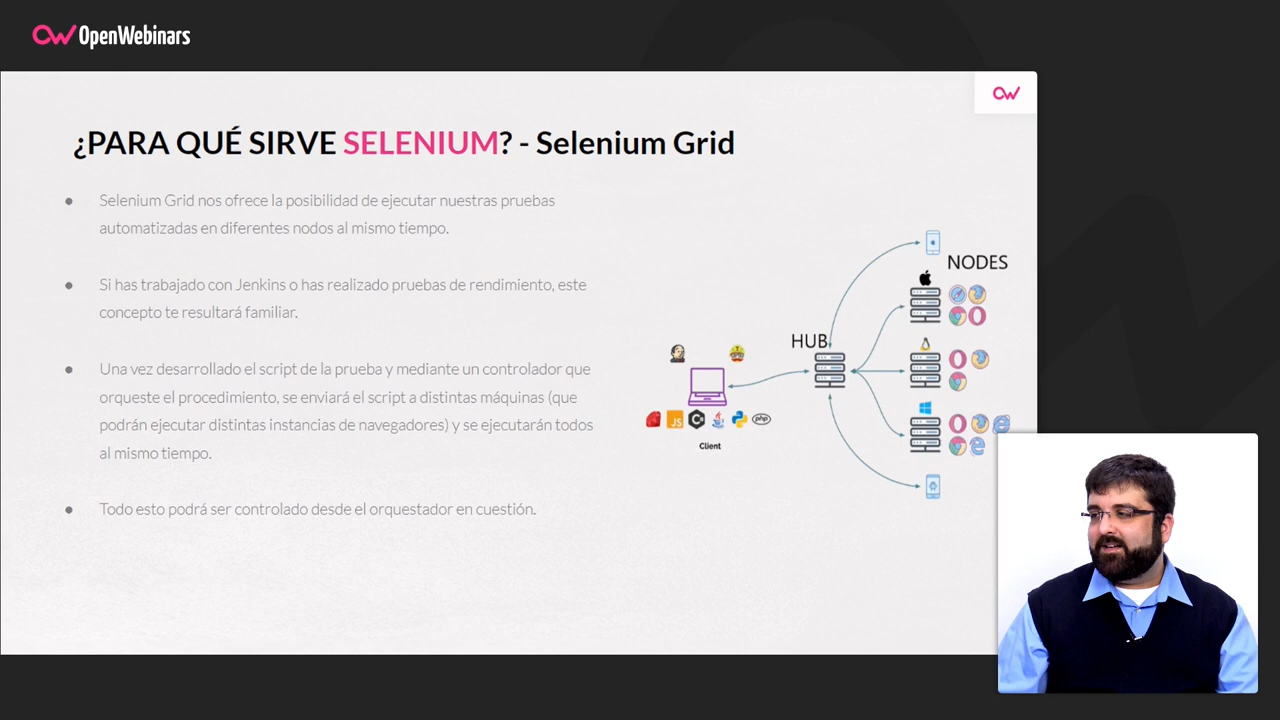 OpenWebinars
¿PARA QUÉ SIRVE SELENIUM? - Selenium Grid
● Selenium Grid nos ofrece la posibilidad de ejecutar nuestras pruebas
automatizadas en diferentes nodos al mismo tiempo.
● Si has trabajado con Jenkins o has realizado pruebas de rendimiento, este
concepto te resultará familiar.
● Una vez desarrollado el script de la prueba y mediante un controlador que
orqueste el procedimiento, se enviará el script a distintas máquinas (que
podrán ejecutar distintas instancias de navegadores) y se ejecutarán todos
al mismo tiempo.
● Todo esto podrá ser controlado desde el orquestador en cuestión.
NODES
HUB
JS
php
Client